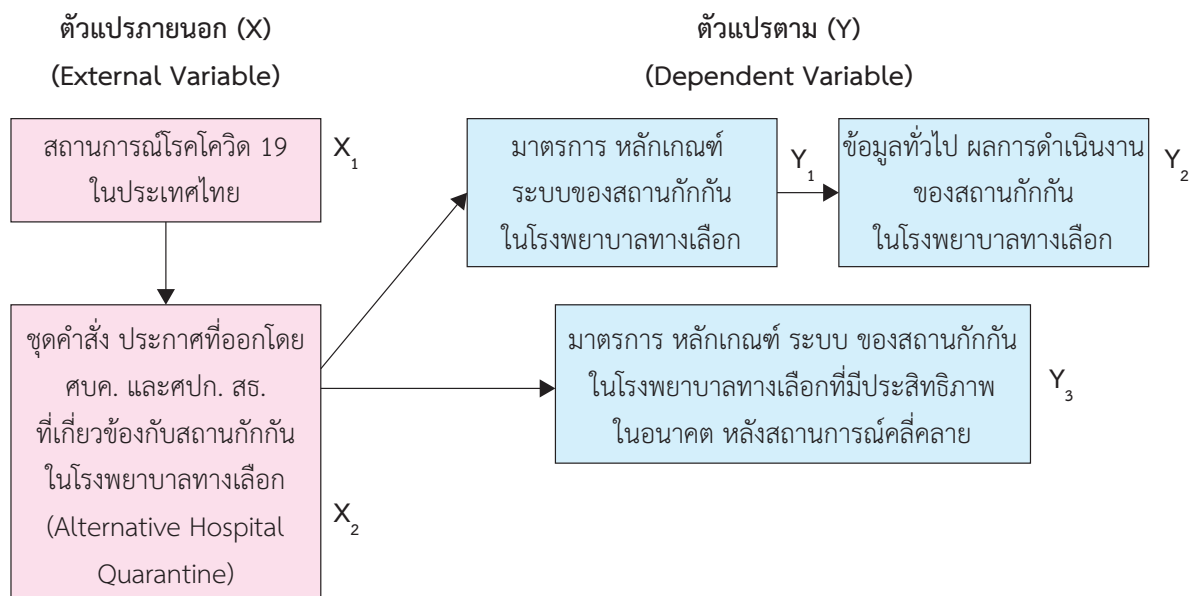 ตัวแปรภายนอก (X)
(External Variable)
ตัวแปรตาม (Y)
(Dependent Variable)
สถานการณ์โรคโควิด 19
ในประเทศไทย
X1
มาตรการ หลักเกณฑ์
ระบบของสถานกักกัน
ในโรงพยาบาลทางเลือก
Y1
ข้อมูลทั่วไป ผลการดำเนินงาน
ของสถานกักกัน
ในโรงพยาบาลทางเลือก
Y2
ชุดคำสั่ง ประกาศที่ออกโดย
ศบค. และศปก. สธ.
ที่เกี่ยวข้องกับสถานกักกัน
ในโรงพยาบาลทางเลือก
(Alternative Hospital
Quarantine)
X2
มาตรการ หลักเกณฑ์ ระบบ ของสถานกักกัน
ในโรงพยาบาลทางเลือกที่มีประสิทธิภาพ
ในอนาคต หลังสถานการณ์คลี่คลาย
Y3